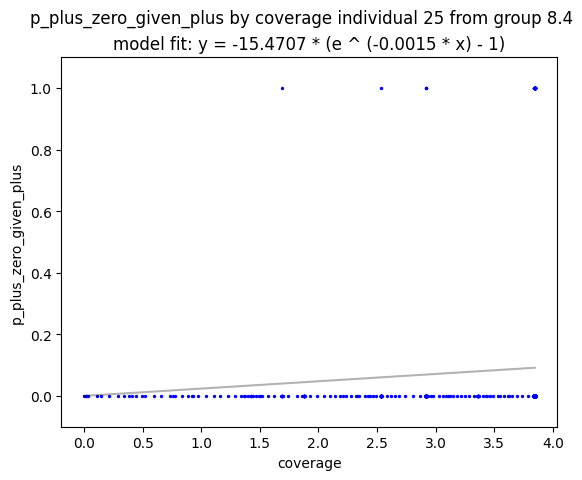 p_plus_zero_given_plus by coverage individual 25 from group 8.4
model fit: y = -15.4707 * (e ^ (-0.0015 * x) - 1)
1.0
0.8
0.6
0.4
0.2
0.0
p_plus_zero_given_plus
0.0 0.5 1.0 1.5 2.0 2.5 3.0 3.5 4.0
coverage